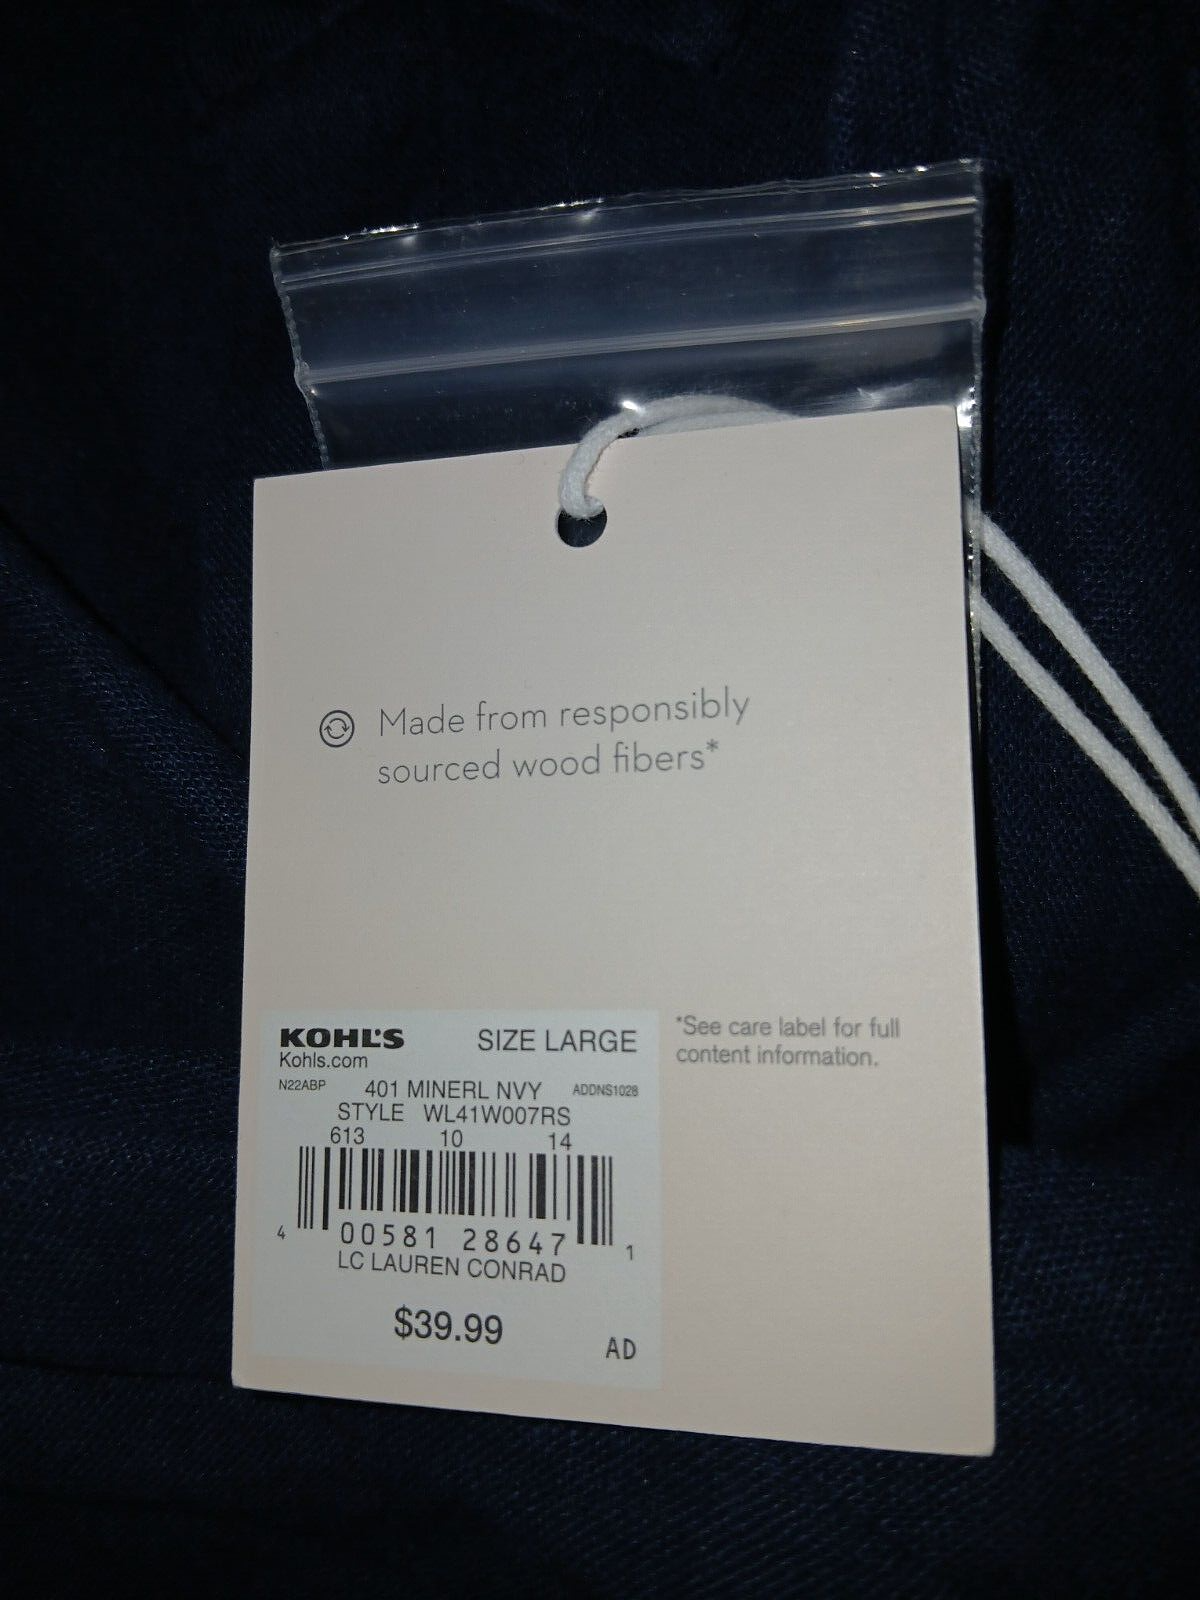 Made from responsibly
sourced wood fibers*
KOHL'S SIZE LARGE
Kohls.com
N22ABP 401 MINERL NVY ADDNS1028
STYLE WL41W007RS
613 10 14
4 00581 28647 1
LC LAUREN CONRAD
$39.99
AD
*See care label for full
content information.